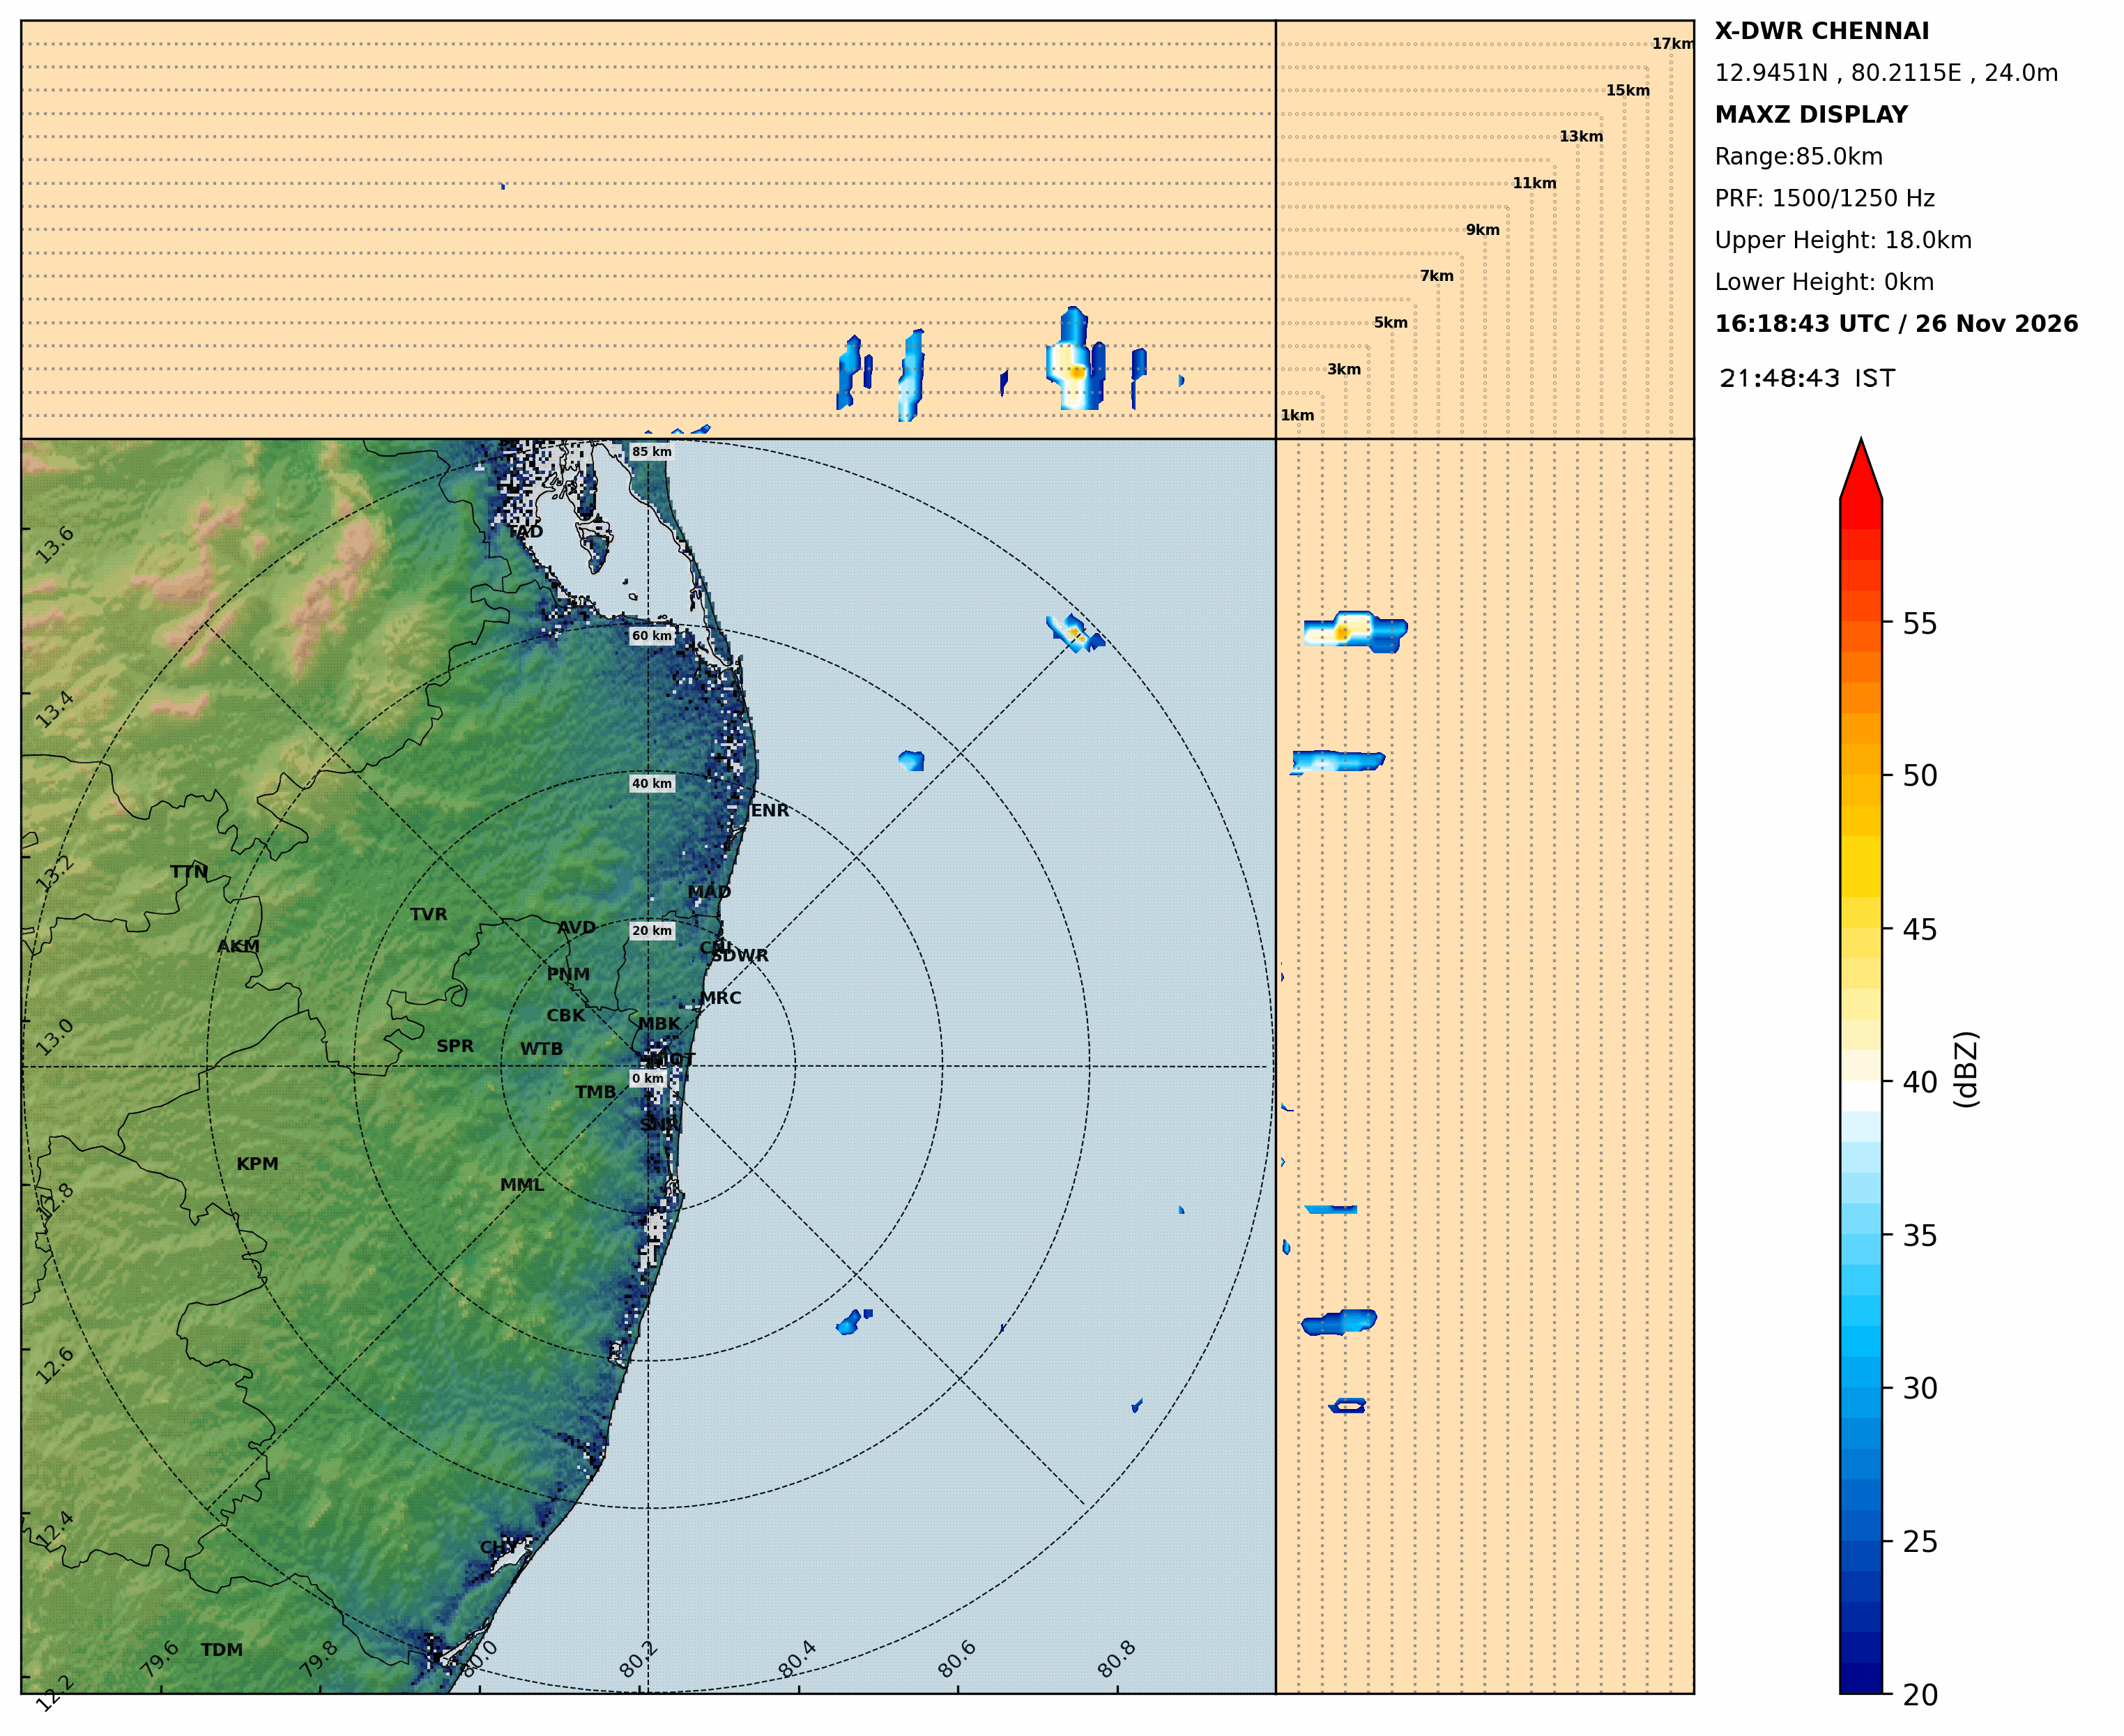 X-DWR CHENNAI
12.9451N , 80.2115E , 24.0m
MAXZ DISPLAY
Range:85.0km
PRF: 1500/1250 Hz
Upper Height: 18.0km
Lower Height: 0km
16:18:43 UTC / 26 Nov 2026
21:48:43 IST
17km
15km
13km
11km
9km
7km
5km
3km
1km
85 km
60 km
40 km
20 km
0 km
TAD
ENR
TTN
MAD
TVR
AVD
AKM
SDWR
PNM
MRC
CBK
MBK
SPR
WTB
TMB
SNR
KPM
MML
CHY
TDM
13.6
13.4
13.2
13.0
12.8
12.6
12.4
12.2
79.6
79.8
80.0
80.2
80.4
80.6
80.8
55
50
45
40
35
30
25
20
(dBZ)